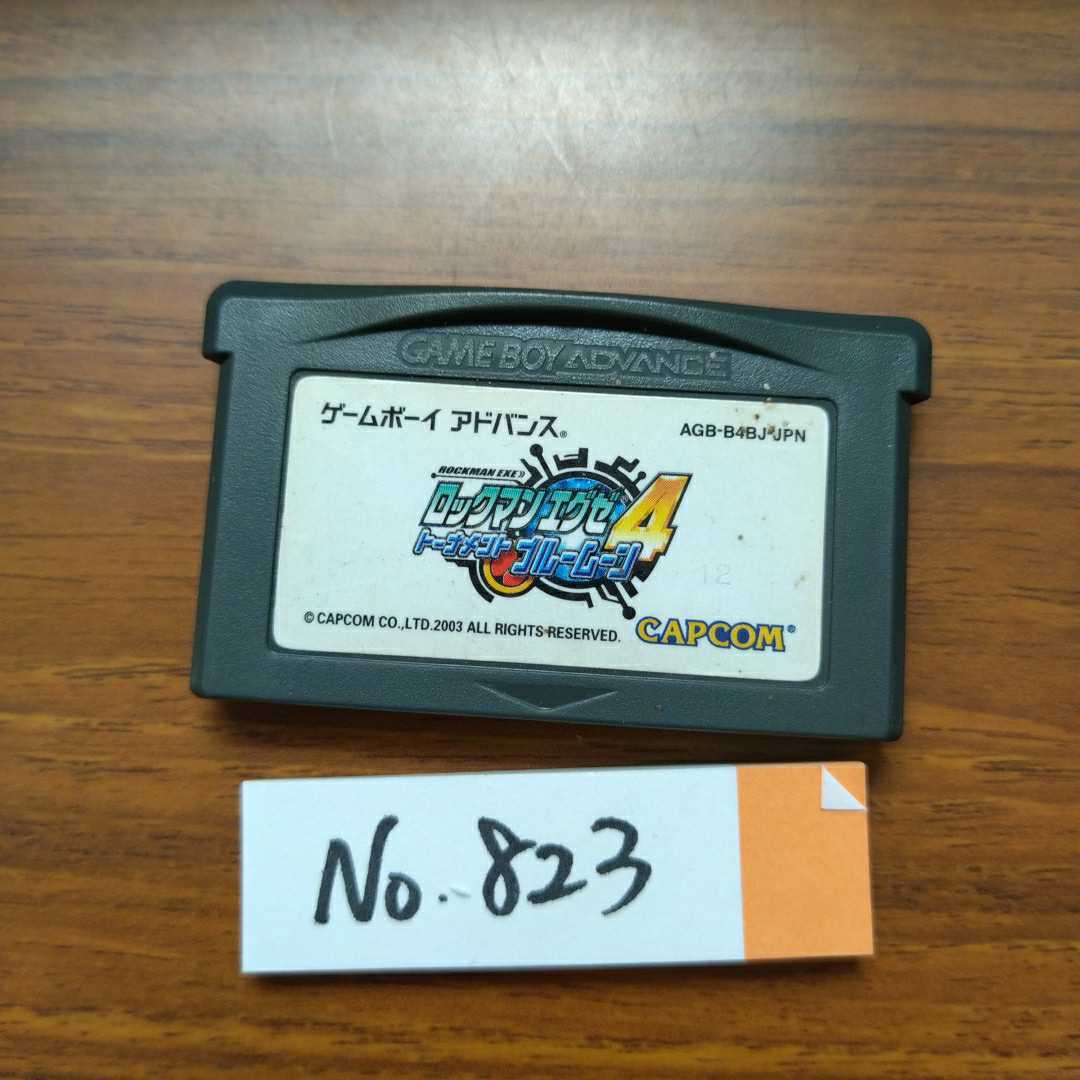 GAME BOY ADVANCE
ゲームボーイ アドバンス®
AGB-B4BJ-JPN
ROCKMAN EXE
ロックマン エグゼ 4
トーナメント ブルームーン
12
© CAPCOM CO.,LTD.2003 ALL RIGHTS RESERVED.
CAPCOM®
No. 823